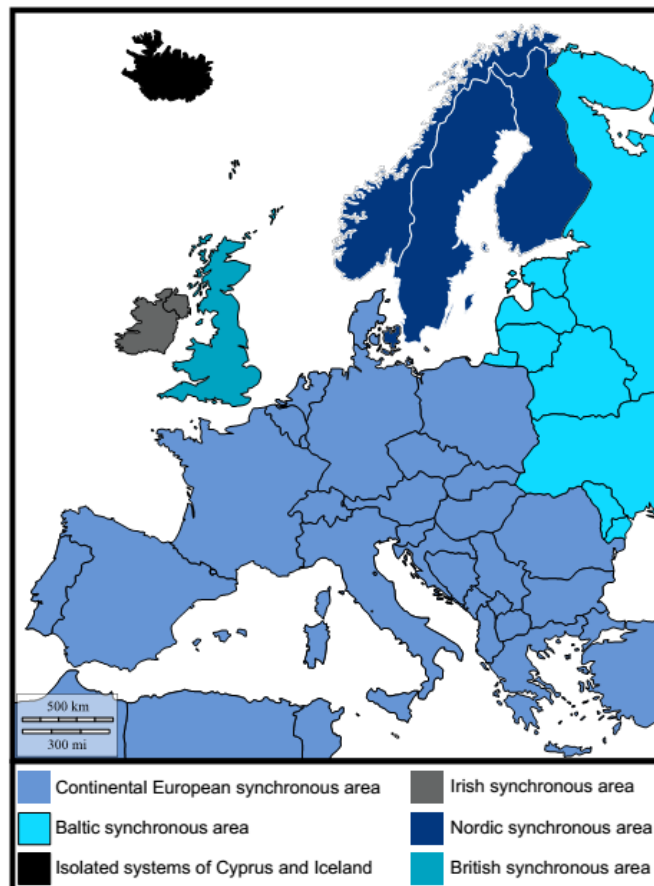 500 km
300 mi
Continental European synchronous area
Irish synchronous area
Baltic synchronous area
Nordic synchronous area
Isolated systems of Cyprus and Iceland
British synchronous area